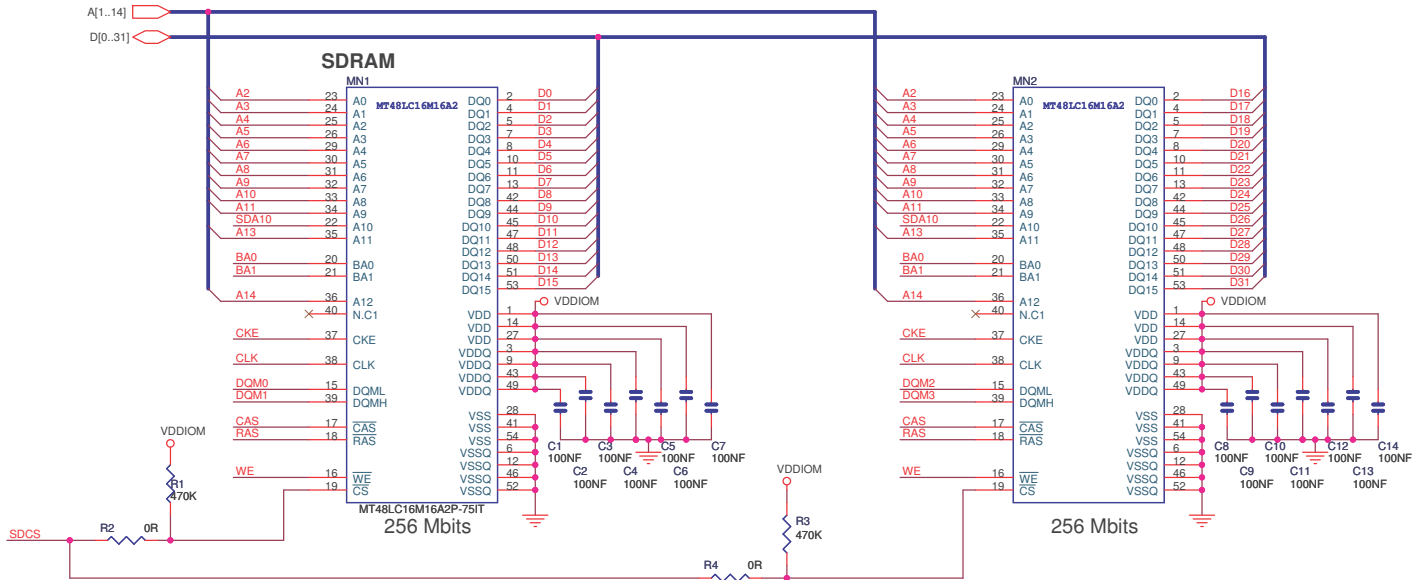 A[1..14]
D[0..31]
SDRAM
MN1
MT48LC16M16A2
A2 23 A0 DQ0 2 D0
A3 24 A1 DQ1 4 D1
A4 25 A2 DQ2 5 D2
A5 26 A3 DQ3 7 D3
A6 29 A4 DQ4 8 D4
A7 30 A5 DQ5 10 D5
A8 31 A6 DQ6 11 D6
A9 32 A7 DQ7 13 D7
A10 33 A8 DQ8 42 D8
A11 34 A9 DQ9 44 D9
SDA10 22 A10 DQ10 45 D10
A13 35 A11 DQ11 47 D11
DQ12 48 D12
BA0 20 BA0 DQ13 50 D13
BA1 21 BA1 DQ14 51 D14
DQ15 53 D15
A14 36 A12
VDDIOM
40 N.C1 VDD 1
VDD 14
CKE 37 CKE VDD 27
VDDQ 3
CLK 38 CLK VDDQ 9
VDDQ 43
DQM0 15 DQML VDDQ 49
DQM1 39 DQMH
VSS 28
CAS 17 CAS VSS 41
RAS 18 RAS VSS 54
VSSQ 6
VSSQ 12
WE 16 WE VSSQ 46
19 CS VSSQ 52
MT48LC16M16A2P-75IT
256 Mbits
C1 C3 C5 C7
100NF 100NF 100NF 100NF
C2 C4 C6
100NF 100NF 100NF
VDDIOM
R1
470K
R2 0R
SDCS
MN2
MT48LC16M16A2
A2 23 A0 DQ0 2 D16
A3 24 A1 DQ1 4 D17
A4 25 A2 DQ2 5 D18
A5 26 A3 DQ3 7 D19
A6 29 A4 DQ4 8 D20
A7 30 A5 DQ5 10 D21
A8 31 A6 DQ6 11 D22
A9 32 A7 DQ7 13 D23
A10 33 A8 DQ8 42 D24
A11 34 A9 DQ9 44 D25
SDA10 22 A10 DQ10 45 D26
A13 35 A11 DQ11 47 D27
DQ12 48 D28
BA0 20 BA0 DQ13 50 D29
BA1 21 BA1 DQ14 51 D30
DQ15 53 D31
A14 36 A12
VDDIOM
40 N.C1 VDD 1
VDD 14
CKE 37 CKE VDD 27
VDDQ 3
CLK 38 CLK VDDQ 9
VDDQ 43
DQM2 15 DQML VDDQ 49
DQM3 39 DQMH
VSS 28
CAS 17 CAS VSS 41
RAS 18 RAS VSS 54
VSSQ 6
VSSQ 12
WE 16 WE VSSQ 46
19 CS VSSQ 52
256 Mbits
C8 C10 C12 C14
100NF 100NF 100NF 100NF
C9 C11 C13
100NF 100NF 100NF
VDDIOM
R3
470K
R4 0R